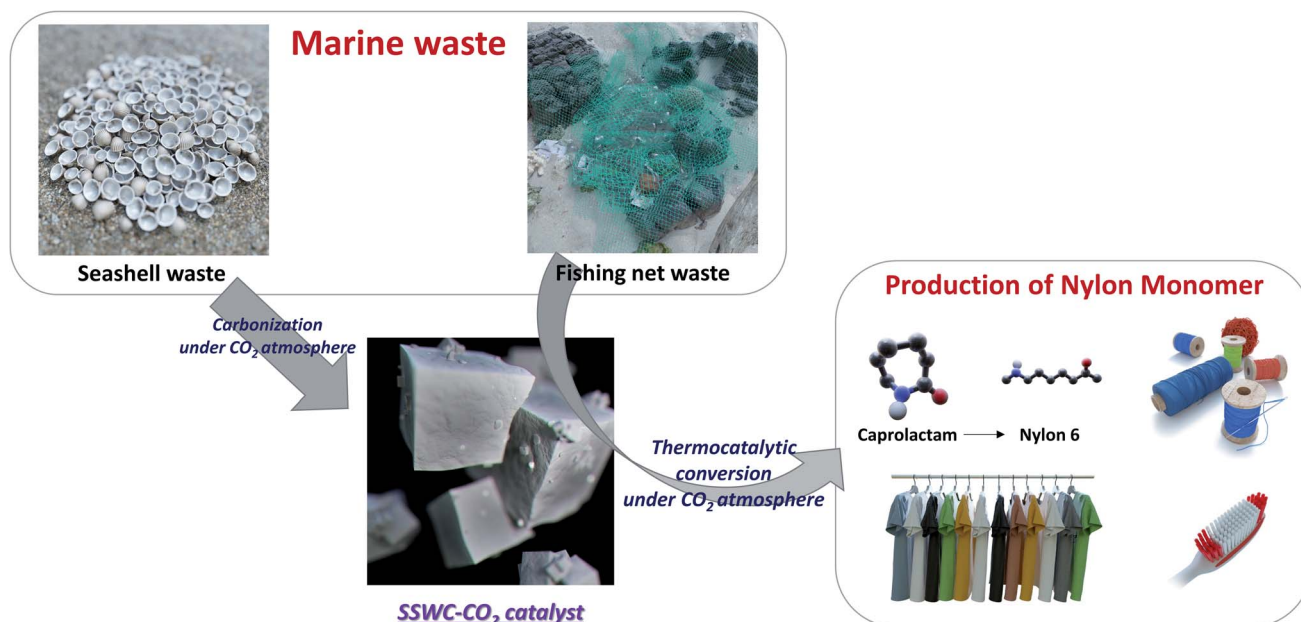 Marine waste
Seashell waste
Fishing net waste
Carbonization
under CO₂ atmosphere
SSWC-CO₂ catalyst
Thermocatalytic
conversion
under CO₂ atmosphere
Production of Nylon Monomer
Caprolactam → Nylon 6